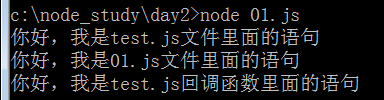 c:\node_study\day2>node 01.js
你好，我是test.js文件里面的语句
你好，我是01.js文件里面的语句
你好，我是test.js回调函数里面的语句